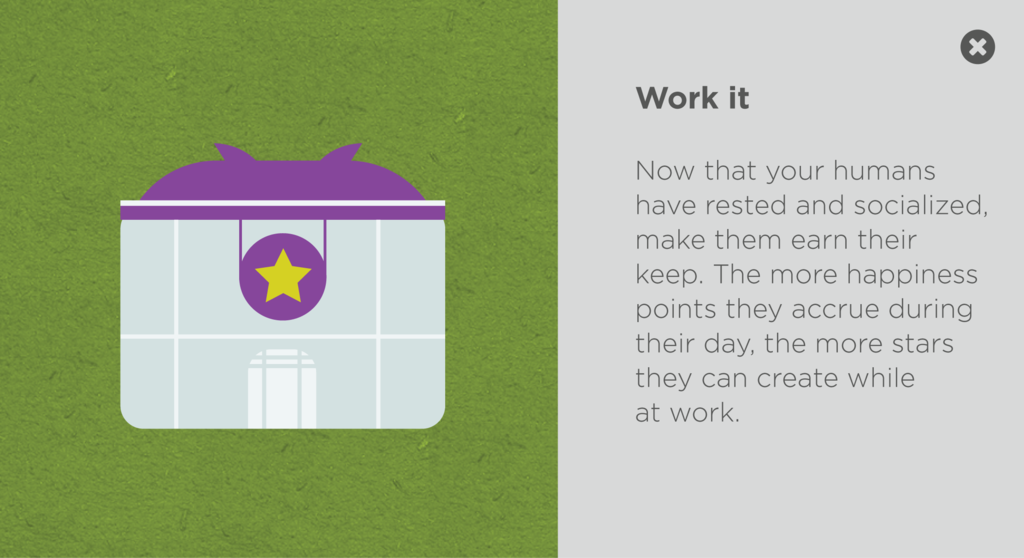 Work it
Now that your humans
have rested and socialized,
make them earn their
keep. The more happiness
points they accrue during
their day, the more stars
they can create while
at work.